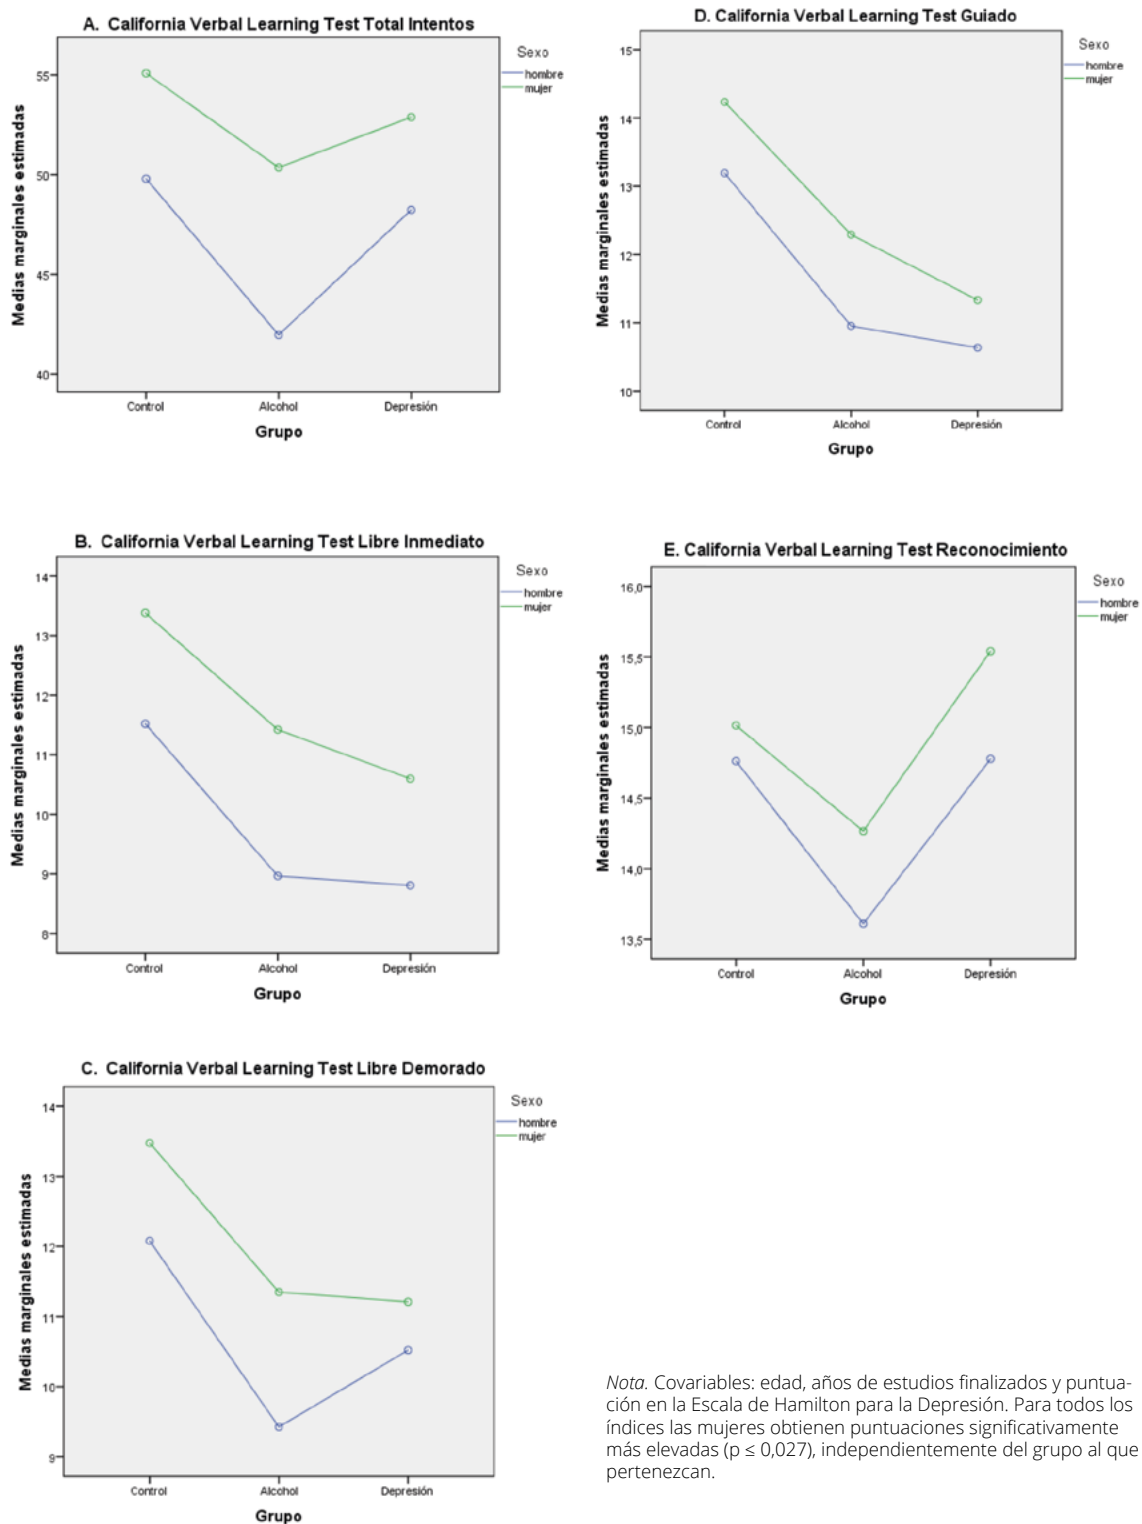 A. California Verbal Learning Test Total Intentos
Sexo
hombre
mujer
Medias marginales estimadas
55
50
45
40
Control
Alcohol
Depresión
Grupo
D. California Verbal Learning Test Guiado
Sexo
hombre
mujer
Medias marginales estimadas
15
14
13
12
11
10
Control
Alcohol
Depresión
Grupo
B. California Verbal Learning Test Libre Inmediato
Sexo
hombre
mujer
Medias marginales estimadas
14
13
12
11
10
9
8
Control
Alcohol
Depresión
Grupo
E. California Verbal Learning Test Reconocimiento
Sexo
hombre
mujer
Medias marginales estimadas
16,0
15,5
15,0
14,5
14,0
13,5
Control
Alcohol
Depresión
Grupo
C. California Verbal Learning Test Libre Demorado
Sexo
hombre
mujer
Medias marginales estimadas
14
13
12
11
10
9
Control
Alcohol
Depresión
Grupo
Nota. Covariables: edad, años de estudios finalizados y puntua-
ción en la Escala de Hamilton para la Depresión. Para todos los
índices las mujeres obtienen puntuaciones significativamente
más elevadas (p ≤ 0,027), independientemente del grupo al que
pertenezcan.